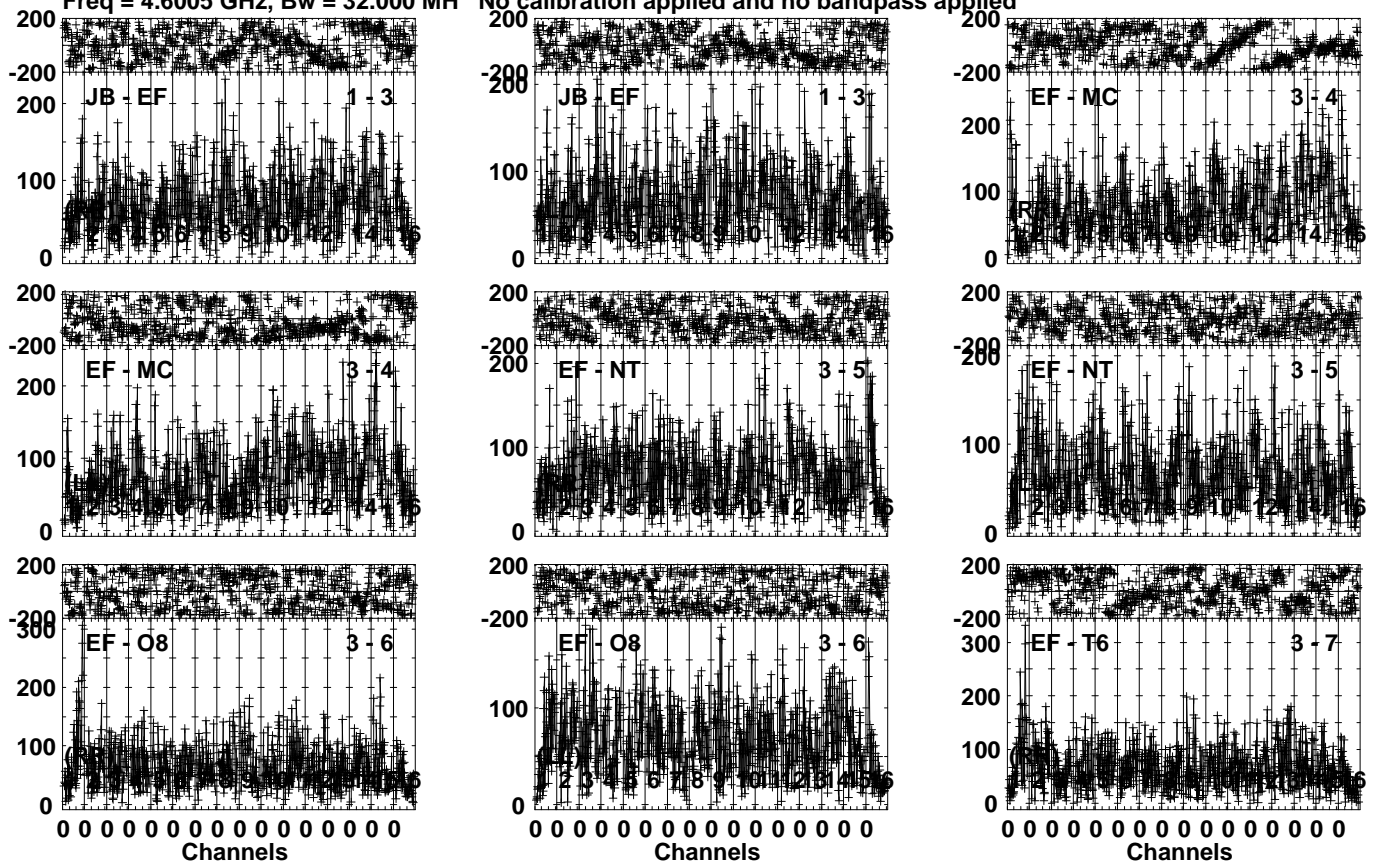 Freq = 4.6005 GHz, Bw = 32.000 MH No calibration applied and no bandpass applied
200 200 200
-200 -200 -200
JB - EF 1 - 3 JB - EF 1 - 3 EF - MC 3 - 4
200 200 200
100 100 100
0 0 0
200 200 200
-200 -200 -200
EF - MC 3 - 4 EF - NT 3 - 5 EF - NT 3 - 5
200 200 200
100 100 100
0 0 0
200 200 200
-200 -200 -200
EF - O8 3 - 6 EF - O8 3 - 6 EF - T6 3 - 7
300 300
200 200
100 100 100
0 0 0
0 0 0 0 0 0 0 0 0 0 0 0 0 0 0 0 0 0 0 0 0 0 0 0 0 0 0 0 0 0 0 0 0 0 0 0 0 0 0 0 0 0 0 0 0 0 0 0
Channels Channels Channels